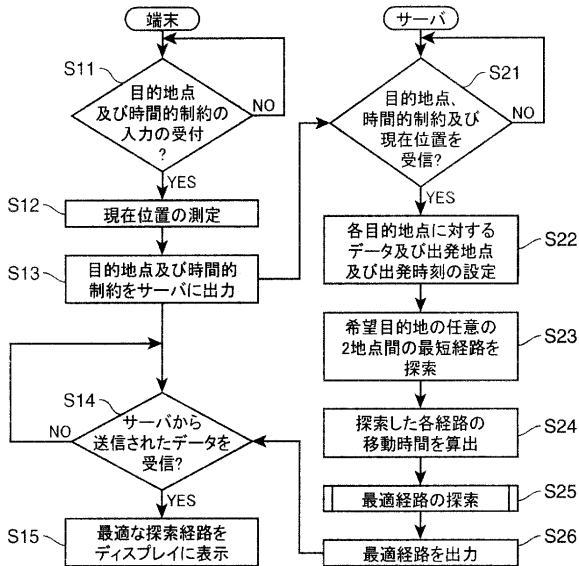 端末
S11
目的地点
及び時間的制約の
入力の受付
?
NO
YES
S12
現在位置の測定
S13
目的地点及び時間的
制約をサーバに出力
S14
サーバから
送信されたデータを
受信?
NO
YES
S15
最適な探索経路を
ディスプレイに表示
サーバ
S21
目的地点、
時間的制約及び
現在位置を
受信?
NO
YES
各目的地点に対する
データ及び出発地点
及び出発時刻の設定
S22
希望目的地の任意の
2地点間の最短経路を
探索
S23
探索した各経路の
移動時間を算出
S24
最適経路の探索
S25
最適経路を出力
S26